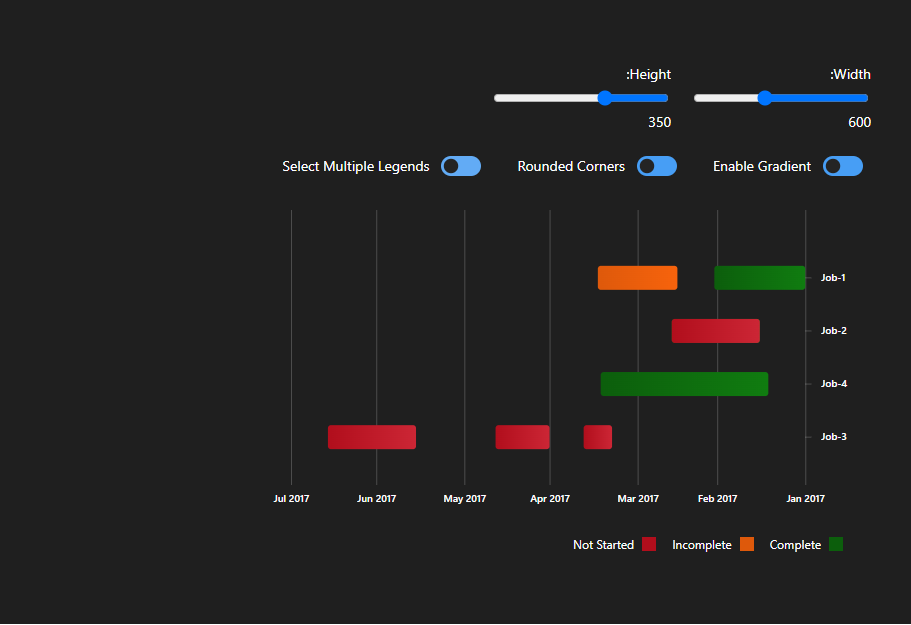 :Height
:Width
350
600
Select Multiple Legends
Rounded Corners
Enable Gradient
Job-1
Job-2
Job-4
Job-3
Jul 2017
Jun 2017
May 2017
Apr 2017
Mar 2017
Feb 2017
Jan 2017
Not Started
Incomplete
Complete